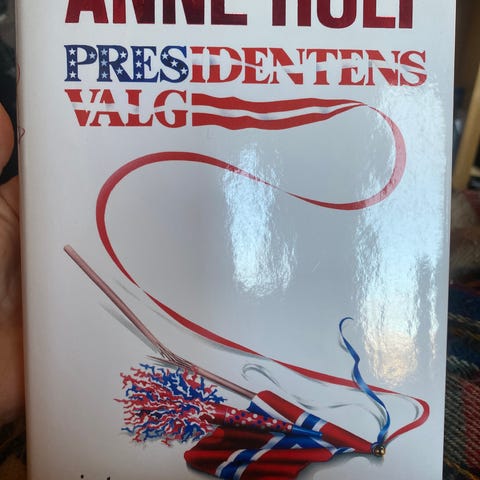 ANNE HOLT
PRESIDENTENS
VALG